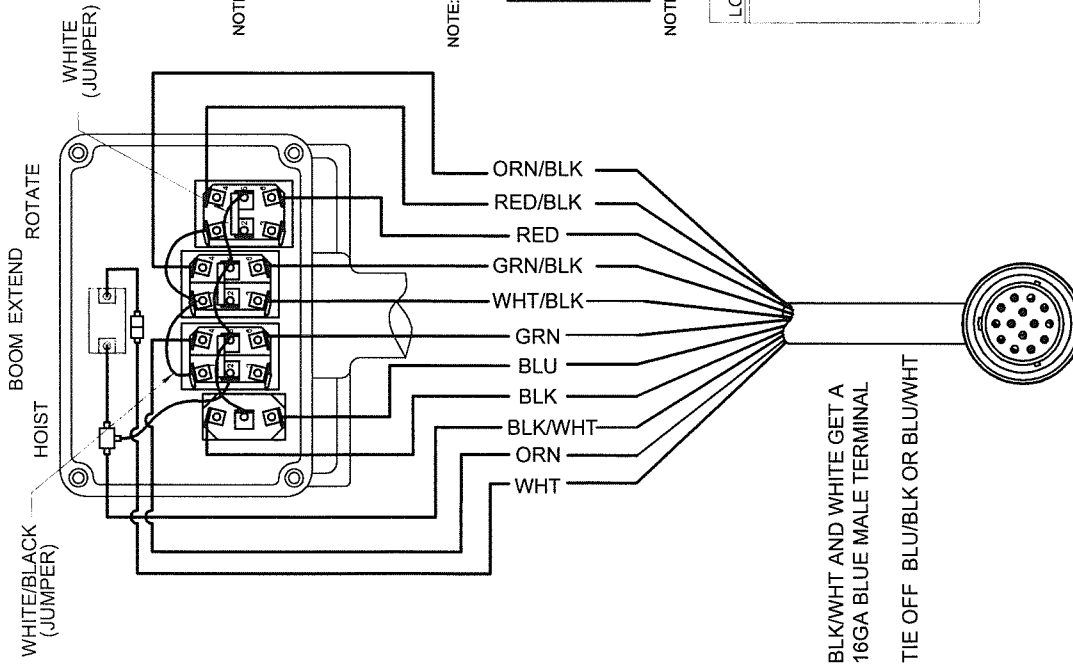 WHITE
(JUMPER)
NOTE:
NOTE:
NOTE:
LO
BOOM EXTEND
ROTATE
HOIST
WHITE/BLACK
(JUMPER)
ORN/BLK
RED/BLK
RED
GRN/BLK
WHT/BLK
GRN
BLU
BLK
BLK/WHT
ORN
WHT
BLK/WHT AND WHITE GET A
16GA BLUE MALE TERMINAL
TIE OFF BLU/BLK OR BLU/WHT